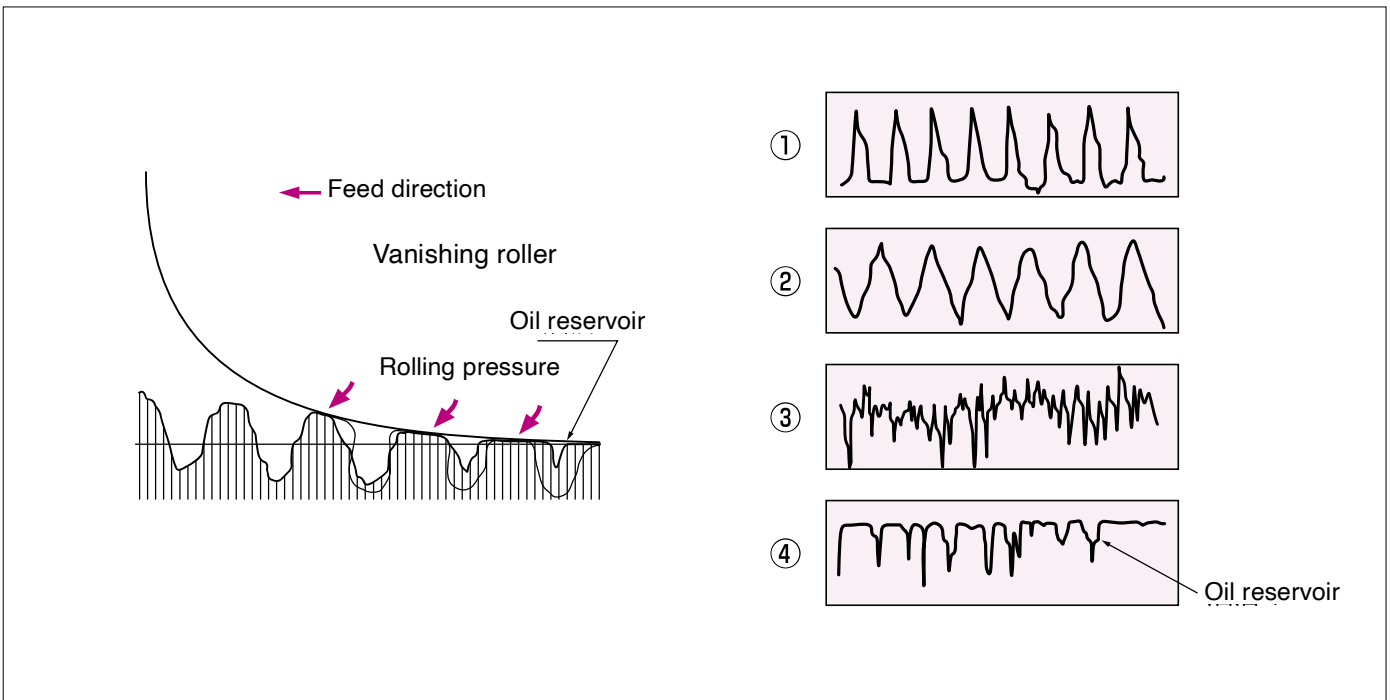 Feed direction
Vanishing roller
Oil reservoir
Rolling pressure
①
②
③
④
Oil reservoir